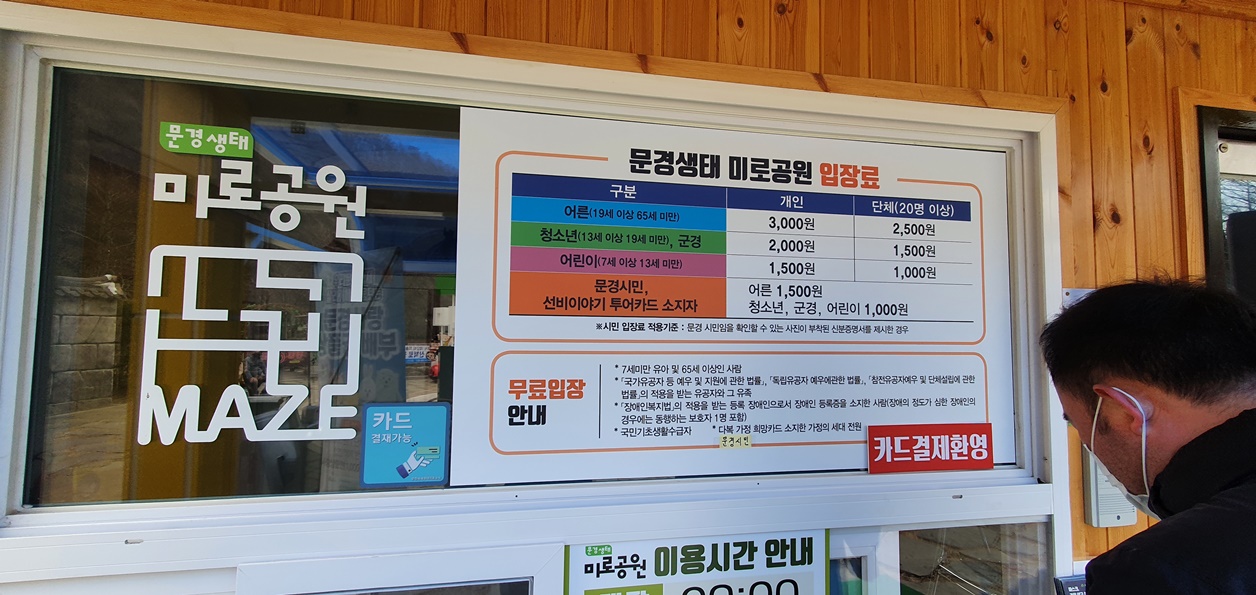 문경생태
미로공원
MAZE
카드
결재가능
문경생태 미로공원 입장료
구분 개인 단체(20명 이상)
어른(19세 이상 65세 미만) 3,000원 2,500원
청소년(13세 이상 19세 미만), 군경 2,000원 1,500원
어린이(7세 이상 13세 미만) 1,500원 1,000원
문경시민,
선비이야기 투어카드 소지자
어른 1,500원
청소년, 군경, 어린이 1,000원
※시민 입장료 적용기준 : 문경 시민임을 확인할 수 있는 사진이 부착된 신분증명서를 제시한 경우
무료입장
안내
* 7세미만 유아 및 65세 이상인 사람
* 「국가유공자 등 예우 및 지원에 관한 법률」, 「독립유공자 예우에관한 법률」, 「참전유공자예우 및 단체설립에 관한
법률」의 적용을 받는 유공자와 그 유족
* 「장애인복지법」의 적용을 받는 등록 장애인으로서 장애인 등록증을 소지한 사람(장애의 정도가 심한 장애인의
경우에는 동행하는 보호자 1명 포함)
* 국민기초생활수급자 * 다복 가정 희망카드 소지한 가정의 세대 전원
문경시민
카드결제환영
문경생태
미로공원 이용시간 안내